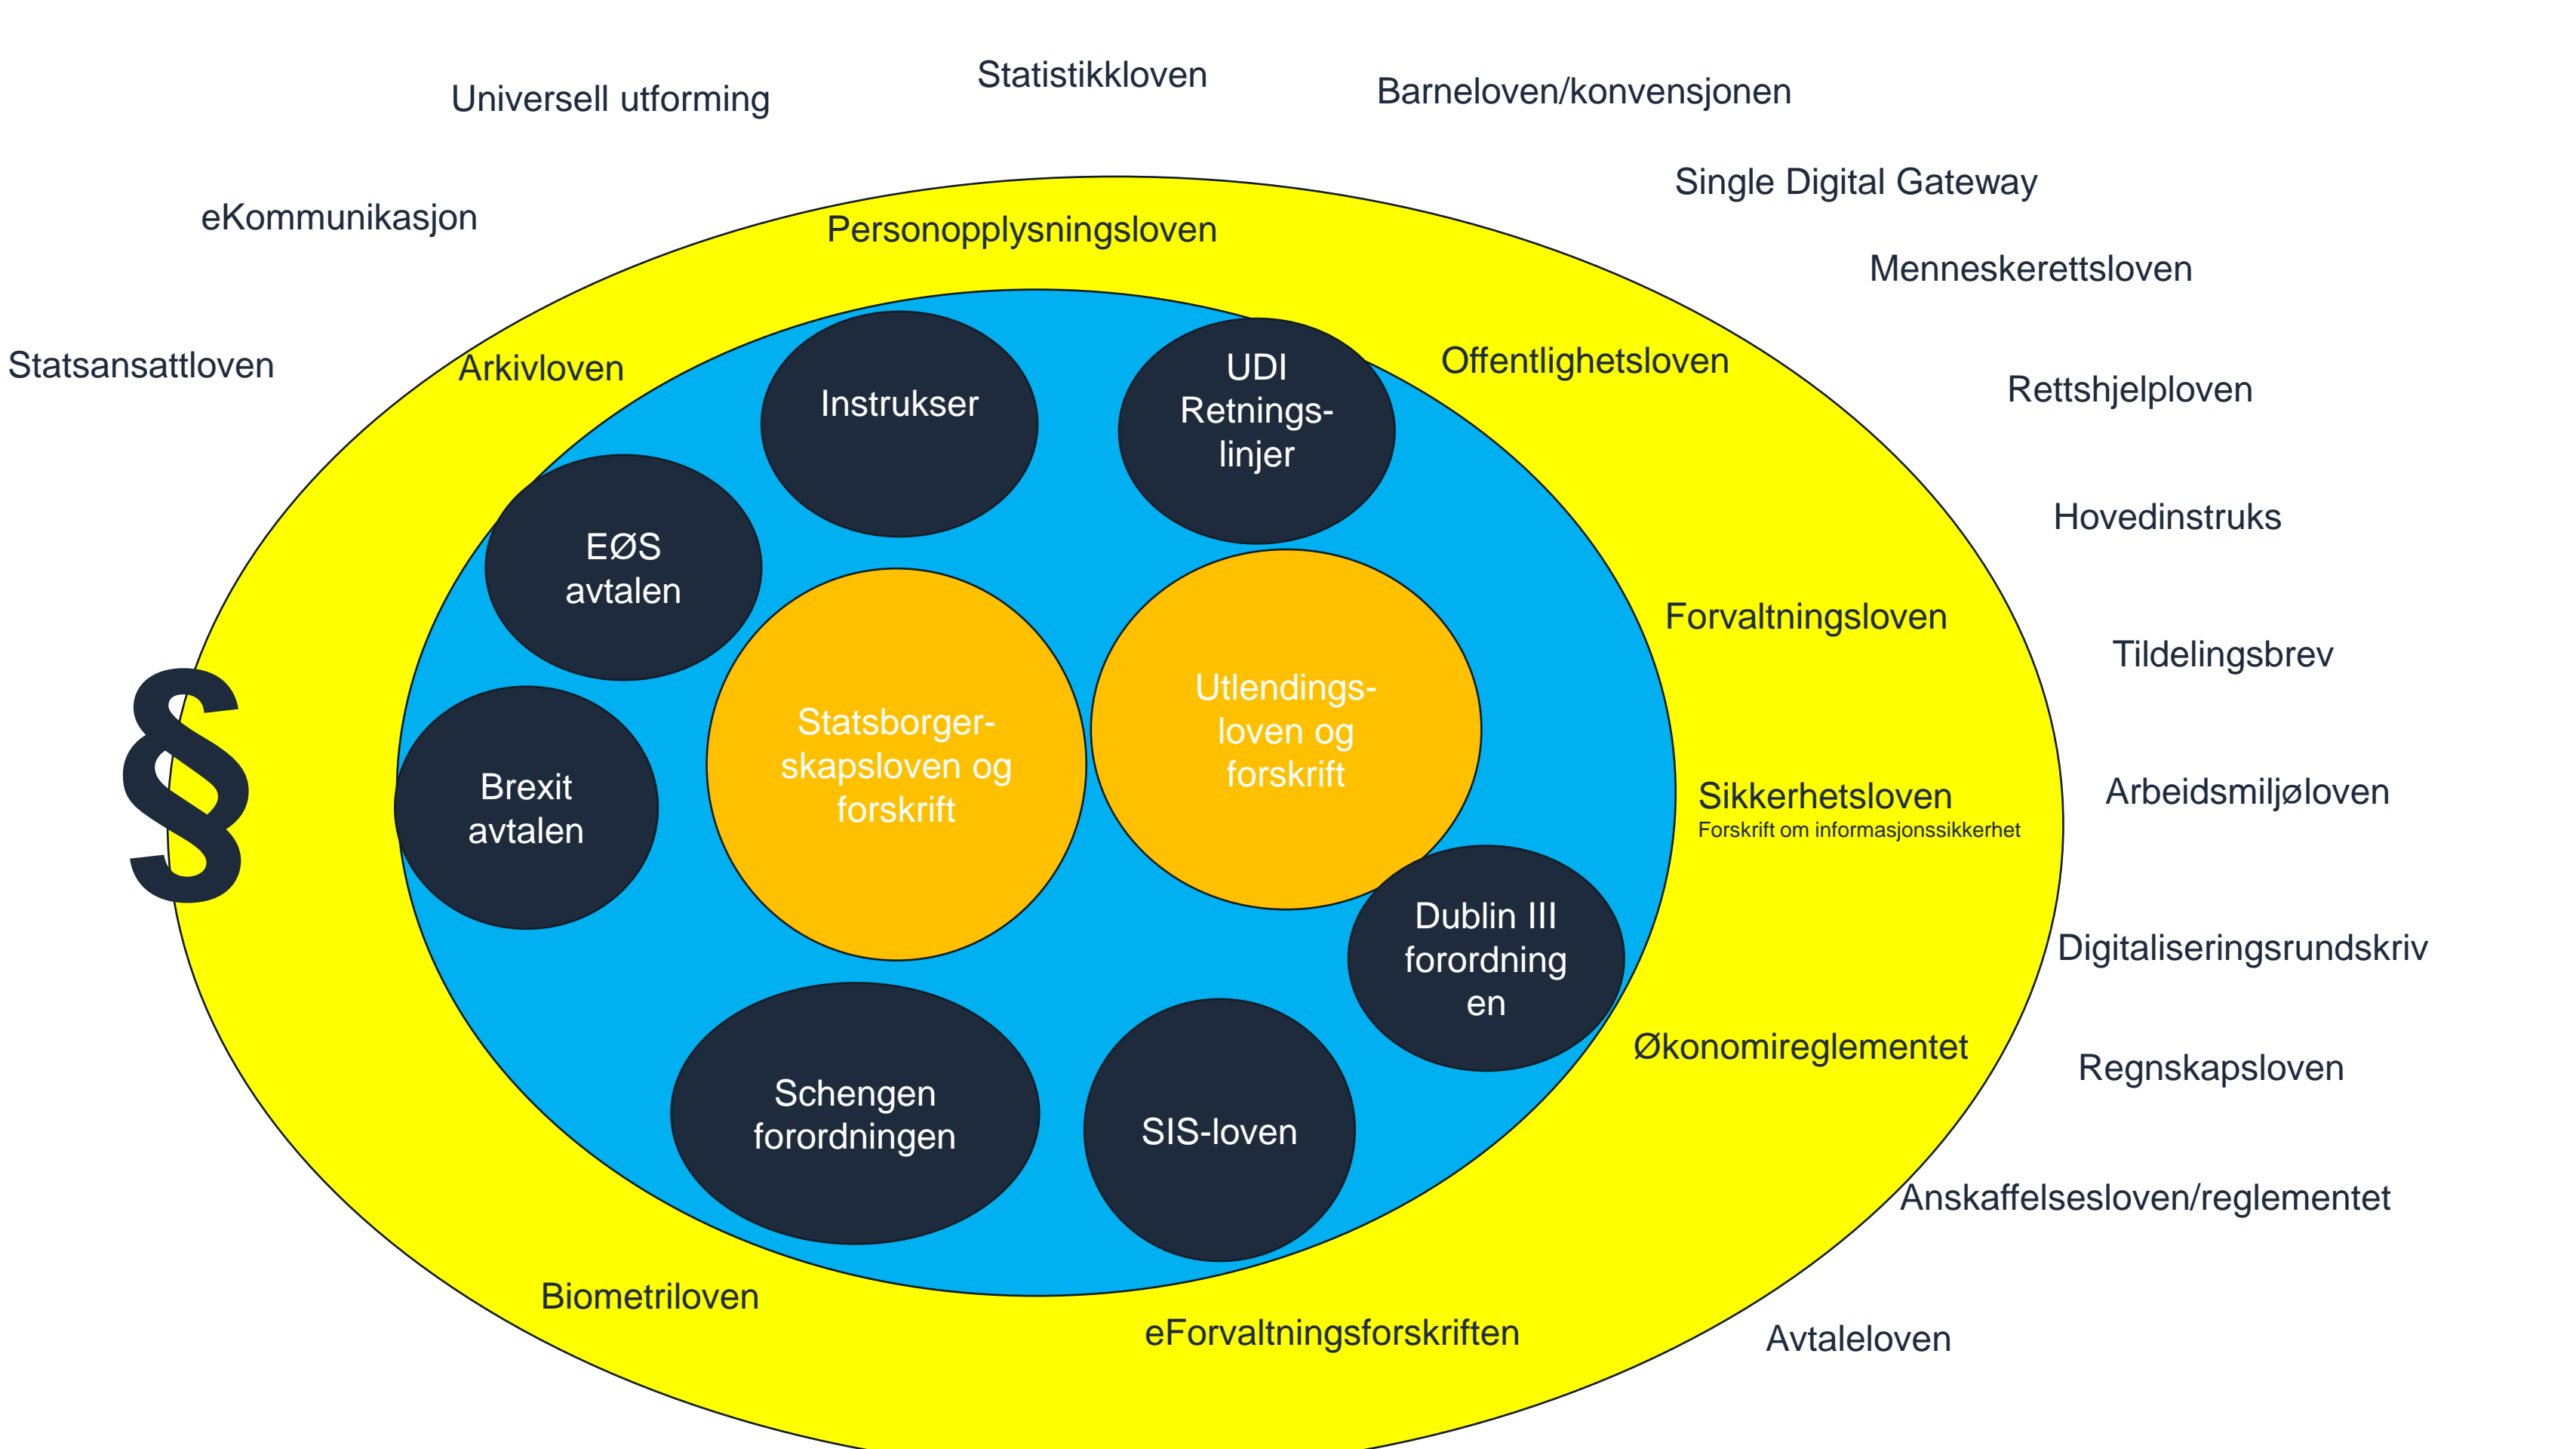 Statistikkloven
Universell utforming
Barneloven/konvensjonen
Single Digital Gateway
eKommunikasjon
Personopplysningsloven
Menneskerettsloven
Statsansattloven
Arkivloven
Offentlighetsloven
Rettshjelploven
Instrukser
UDI
Retnings-
linjer
Hovedinstruks
EØS
avtalen
Forvaltningsloven
Tildelingsbrev
Statsborger-
skapsloven og
forskrift
Utlendings-
loven og
forskrift
§
Brexit
avtalen
Sikkerhetsloven
Forskrift om informasjonssikkerhet
Arbeidsmiljøloven
Dublin III
forordning
en
Digitaliseringsrundskriv
Økonomireglementet
Regnskapsloven
Schengen
forordningen
SIS-loven
Anskaffelsesloven/reglementet
Biometriloven
eForvaltningsforskriften
Avtaleloven